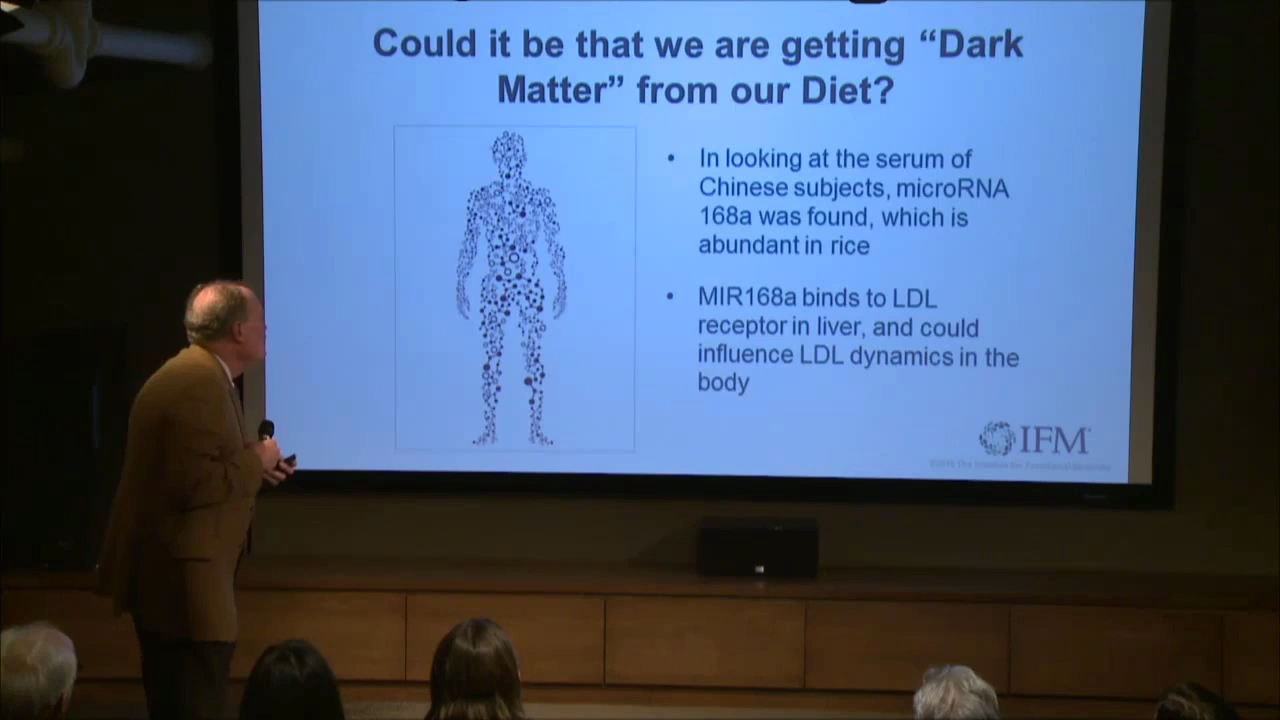 Could it be that we are getting “Dark
Matter” from our Diet?
• In looking at the serum of
Chinese subjects, microRNA
168a was found, which is
abundant in rice
• MIR168a binds to LDL
receptor in liver, and could
influence LDL dynamics in the
body
IFM